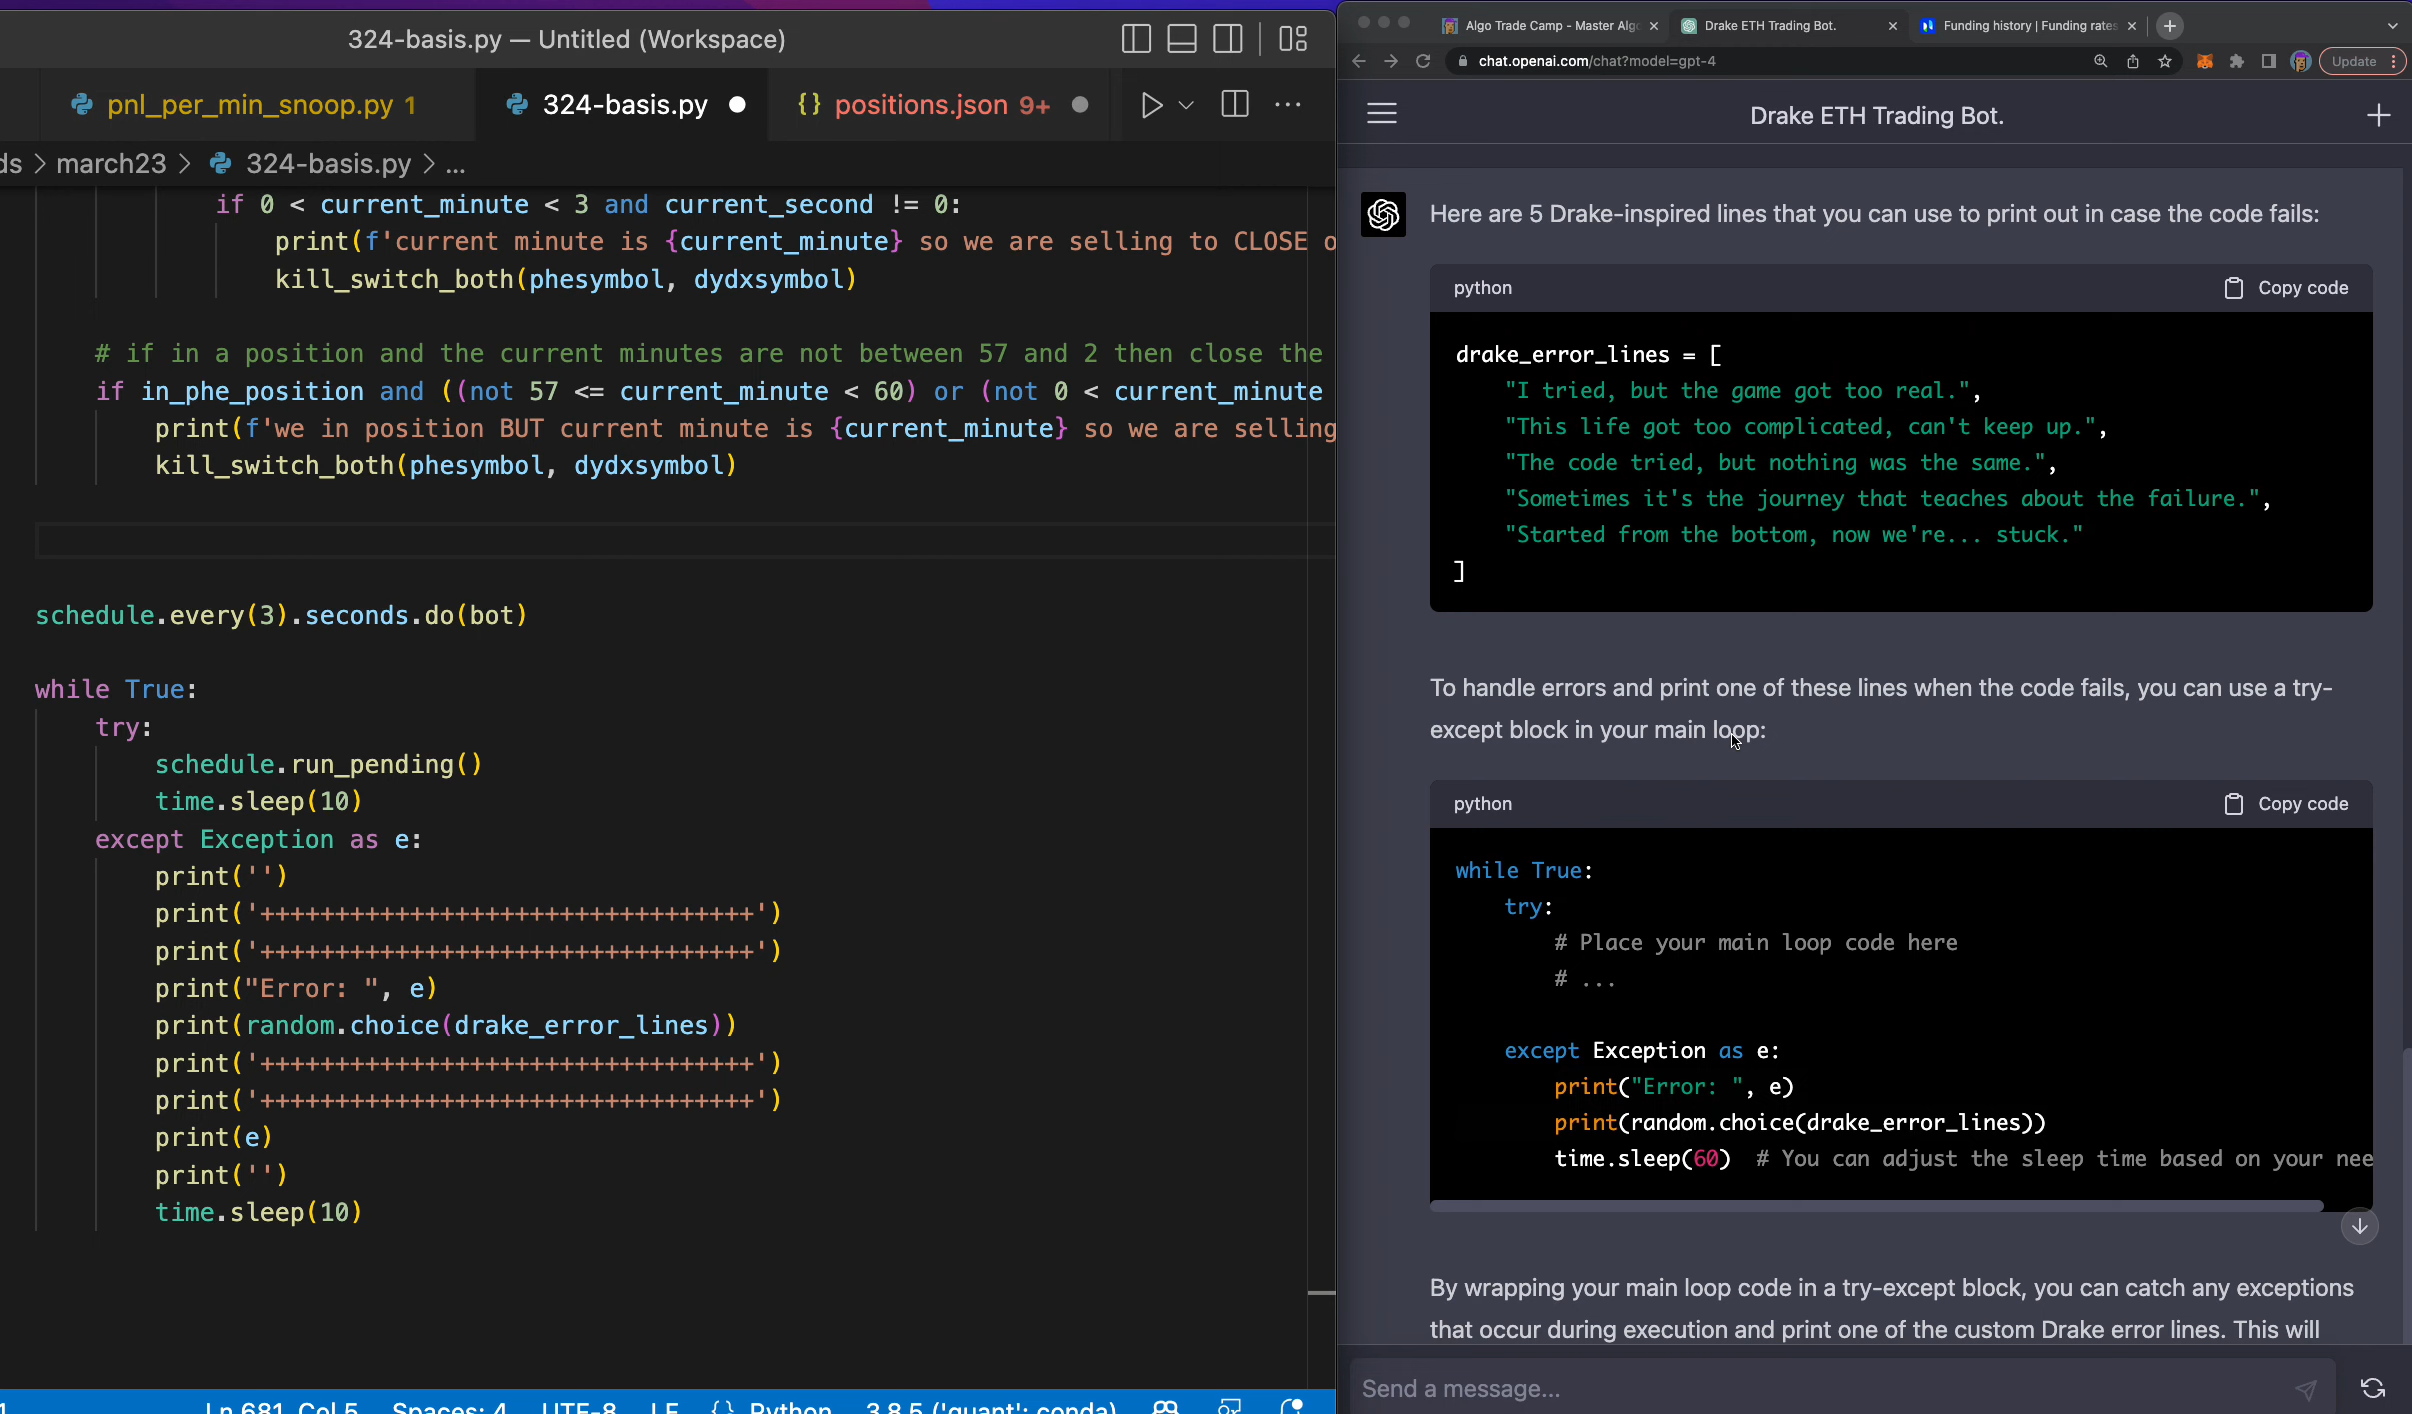 324-basis.py — Untitled (Workspace)
pnl_per_min_snoop.py 1
324-basis.py
{} positions.json 9+
ds > march23 > 324-basis.py > ...
if 0 < current_minute < 3 and current_second != 0:
print(f'current minute is {current_minute} so we are selling to CLOSE o
kill_switch_both(phesymbol, dydxsymbol)
# if in a position and the current minutes are not between 57 and 2 then close the
if in_phe_position and ((not 57 <= current_minute < 60) or (not 0 < current_minute
print(f'we in position BUT current minute is {current_minute} so we are selling
kill_switch_both(phesymbol, dydxsymbol)
schedule.every(3).seconds.do(bot)
while True:
try:
schedule.run_pending()
time.sleep(10)
except Exception as e:
print('')
print('+++++++++++++++++++++++++++++++++')
print('+++++++++++++++++++++++++++++++++')
print("Error: ", e)
print(random.choice(drake_error_lines))
print('+++++++++++++++++++++++++++++++++')
print('+++++++++++++++++++++++++++++++++')
print(e)
print('')
time.sleep(10)
Ln 681, Col 5 Spaces: 4 UTF-8 LF {} Python 3.8.5 ('quant': conda)
Algo Trade Camp - Master Algo
Drake ETH Trading Bot.
Funding history | Funding rates
chat.openai.com/chat?model=gpt-4
Update
Drake ETH Trading Bot.
Here are 5 Drake-inspired lines that you can use to print out in case the code fails:
python
Copy code
drake_error_lines = [
"I tried, but the game got too real.",
"This life got too complicated, can't keep up.",
"The code tried, but nothing was the same.",
"Sometimes it's the journey that teaches about the failure.",
"Started from the bottom, now we're... stuck."
]
To handle errors and print one of these lines when the code fails, you can use a try-
except block in your main loop:
python
Copy code
while True:
try:
# Place your main loop code here
# ...
except Exception as e:
print("Error: ", e)
print(random.choice(drake_error_lines))
time.sleep(60) # You can adjust the sleep time based on your nee
By wrapping your main loop code in a try-except block, you can catch any exceptions
that occur during execution and print one of the custom Drake error lines. This will
Send a message...